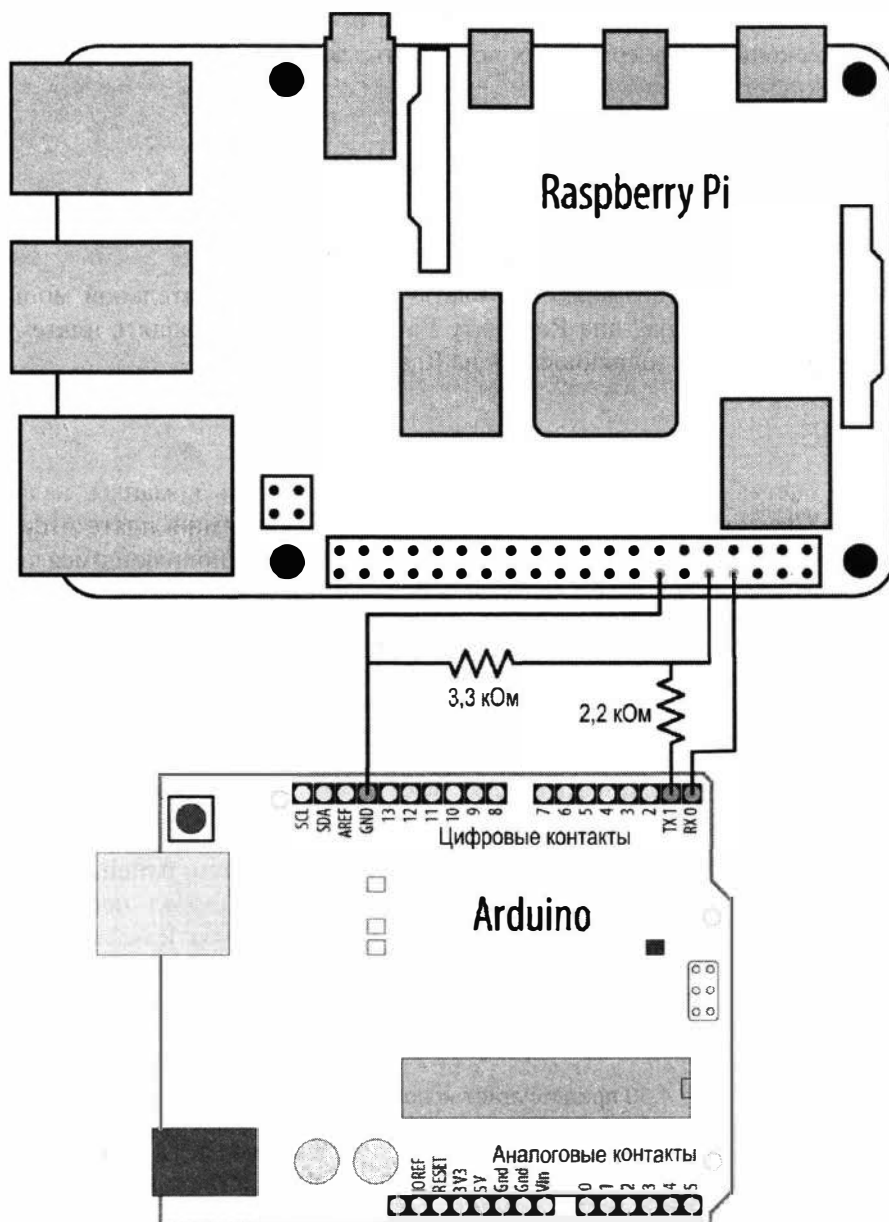 Raspberry Pi
3,3 кОм
2,2 кОм
SCL
SDA
AREF
GND
13
12
11
10
9
8
7
6
5
4
3
2
TX 1
RX 0
Цифровые контакты
Arduino
Аналоговые контакты
IOREF
RESET
3V3
5V
Gnd
Gnd
Vin
0
1
2
3
4
5